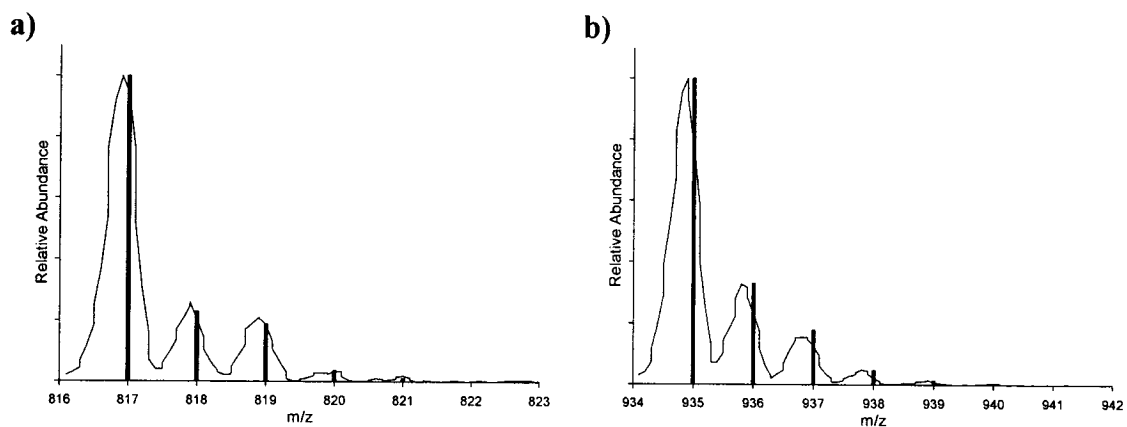 a)
Relative Abundance
816 817 818 819 820 821 822 823
m/z
b)
Relative Abundance
934 935 936 937 938 939 940 941 942
m/z